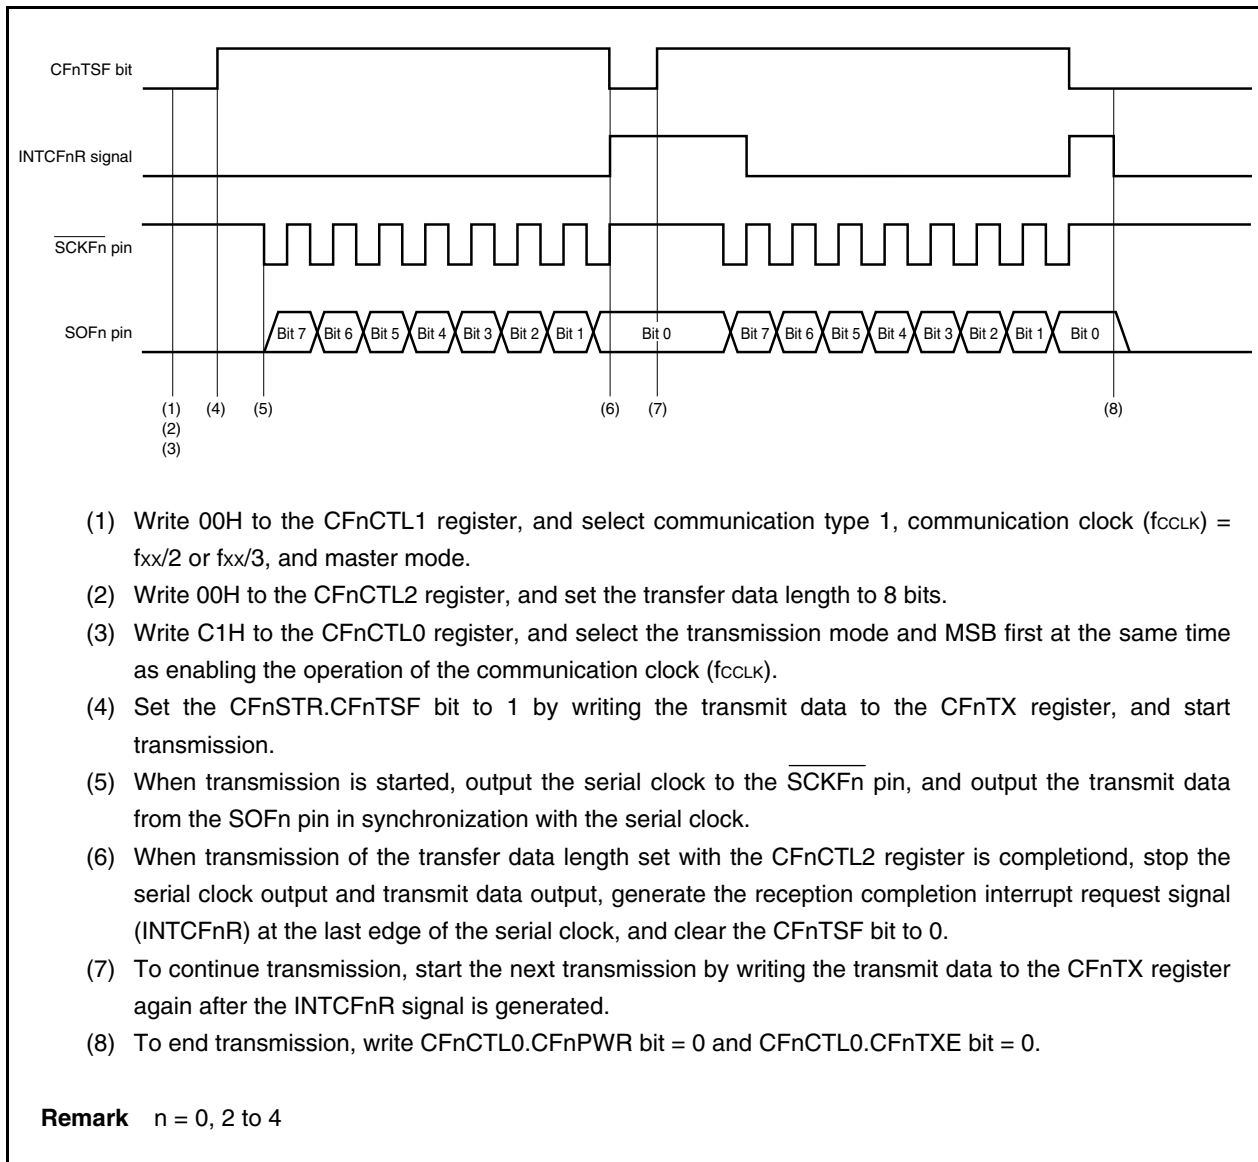 CFnTSF bit
INTCFnR signal
SCKFn pin
Bit 7 Bit 6 Bit 5 Bit 4 Bit 3 Bit 2 Bit 1 Bit 0 Bit 7 Bit 6 Bit 5 Bit 4 Bit 3 Bit 2 Bit 1 Bit 0
SOFn pin
(1) (4) (5) (6) (7) (8)
(2)
(3)
(1) Write 00H to the CFnCTL1 register, and select communication type 1, communication clock (fCCLK) =
fxx/2 or fxx/3, and master mode.
(2) Write 00H to the CFnCTL2 register, and set the transfer data length to 8 bits.
(3) Write C1H to the CFnCTL0 register, and select the transmission mode and MSB first at the same time
as enabling the operation of the communication clock (fCCLK).
(4) Set the CFnSTR.CFnTSF bit to 1 by writing the transmit data to the CFnTX register, and start
transmission.
(5) When transmission is started, output the serial clock to the SCKFn pin, and output the transmit data
from the SOFn pin in synchronization with the serial clock.
(6) When transmission of the transfer data length set with the CFnCTL2 register is completiond, stop the
serial clock output and transmit data output, generate the reception completion interrupt request signal
(INTCFnR) at the last edge of the serial clock, and clear the CFnTSF bit to 0.
(7) To continue transmission, start the next transmission by writing the transmit data to the CFnTX register
again after the INTCFnR signal is generated.
(8) To end transmission, write CFnCTL0.CFnPWR bit = 0 and CFnCTL0.CFnTXE bit = 0.
Remark n = 0, 2 to 4